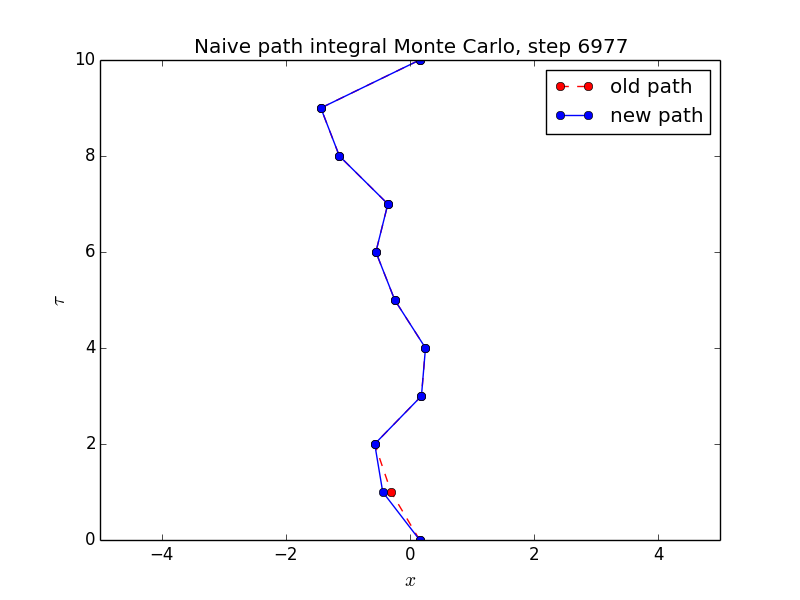 Naive path integral Monte Carlo, step 6977
old path
new path
10
8
6
4
2
0
τ
−4 −2 0 2 4
x